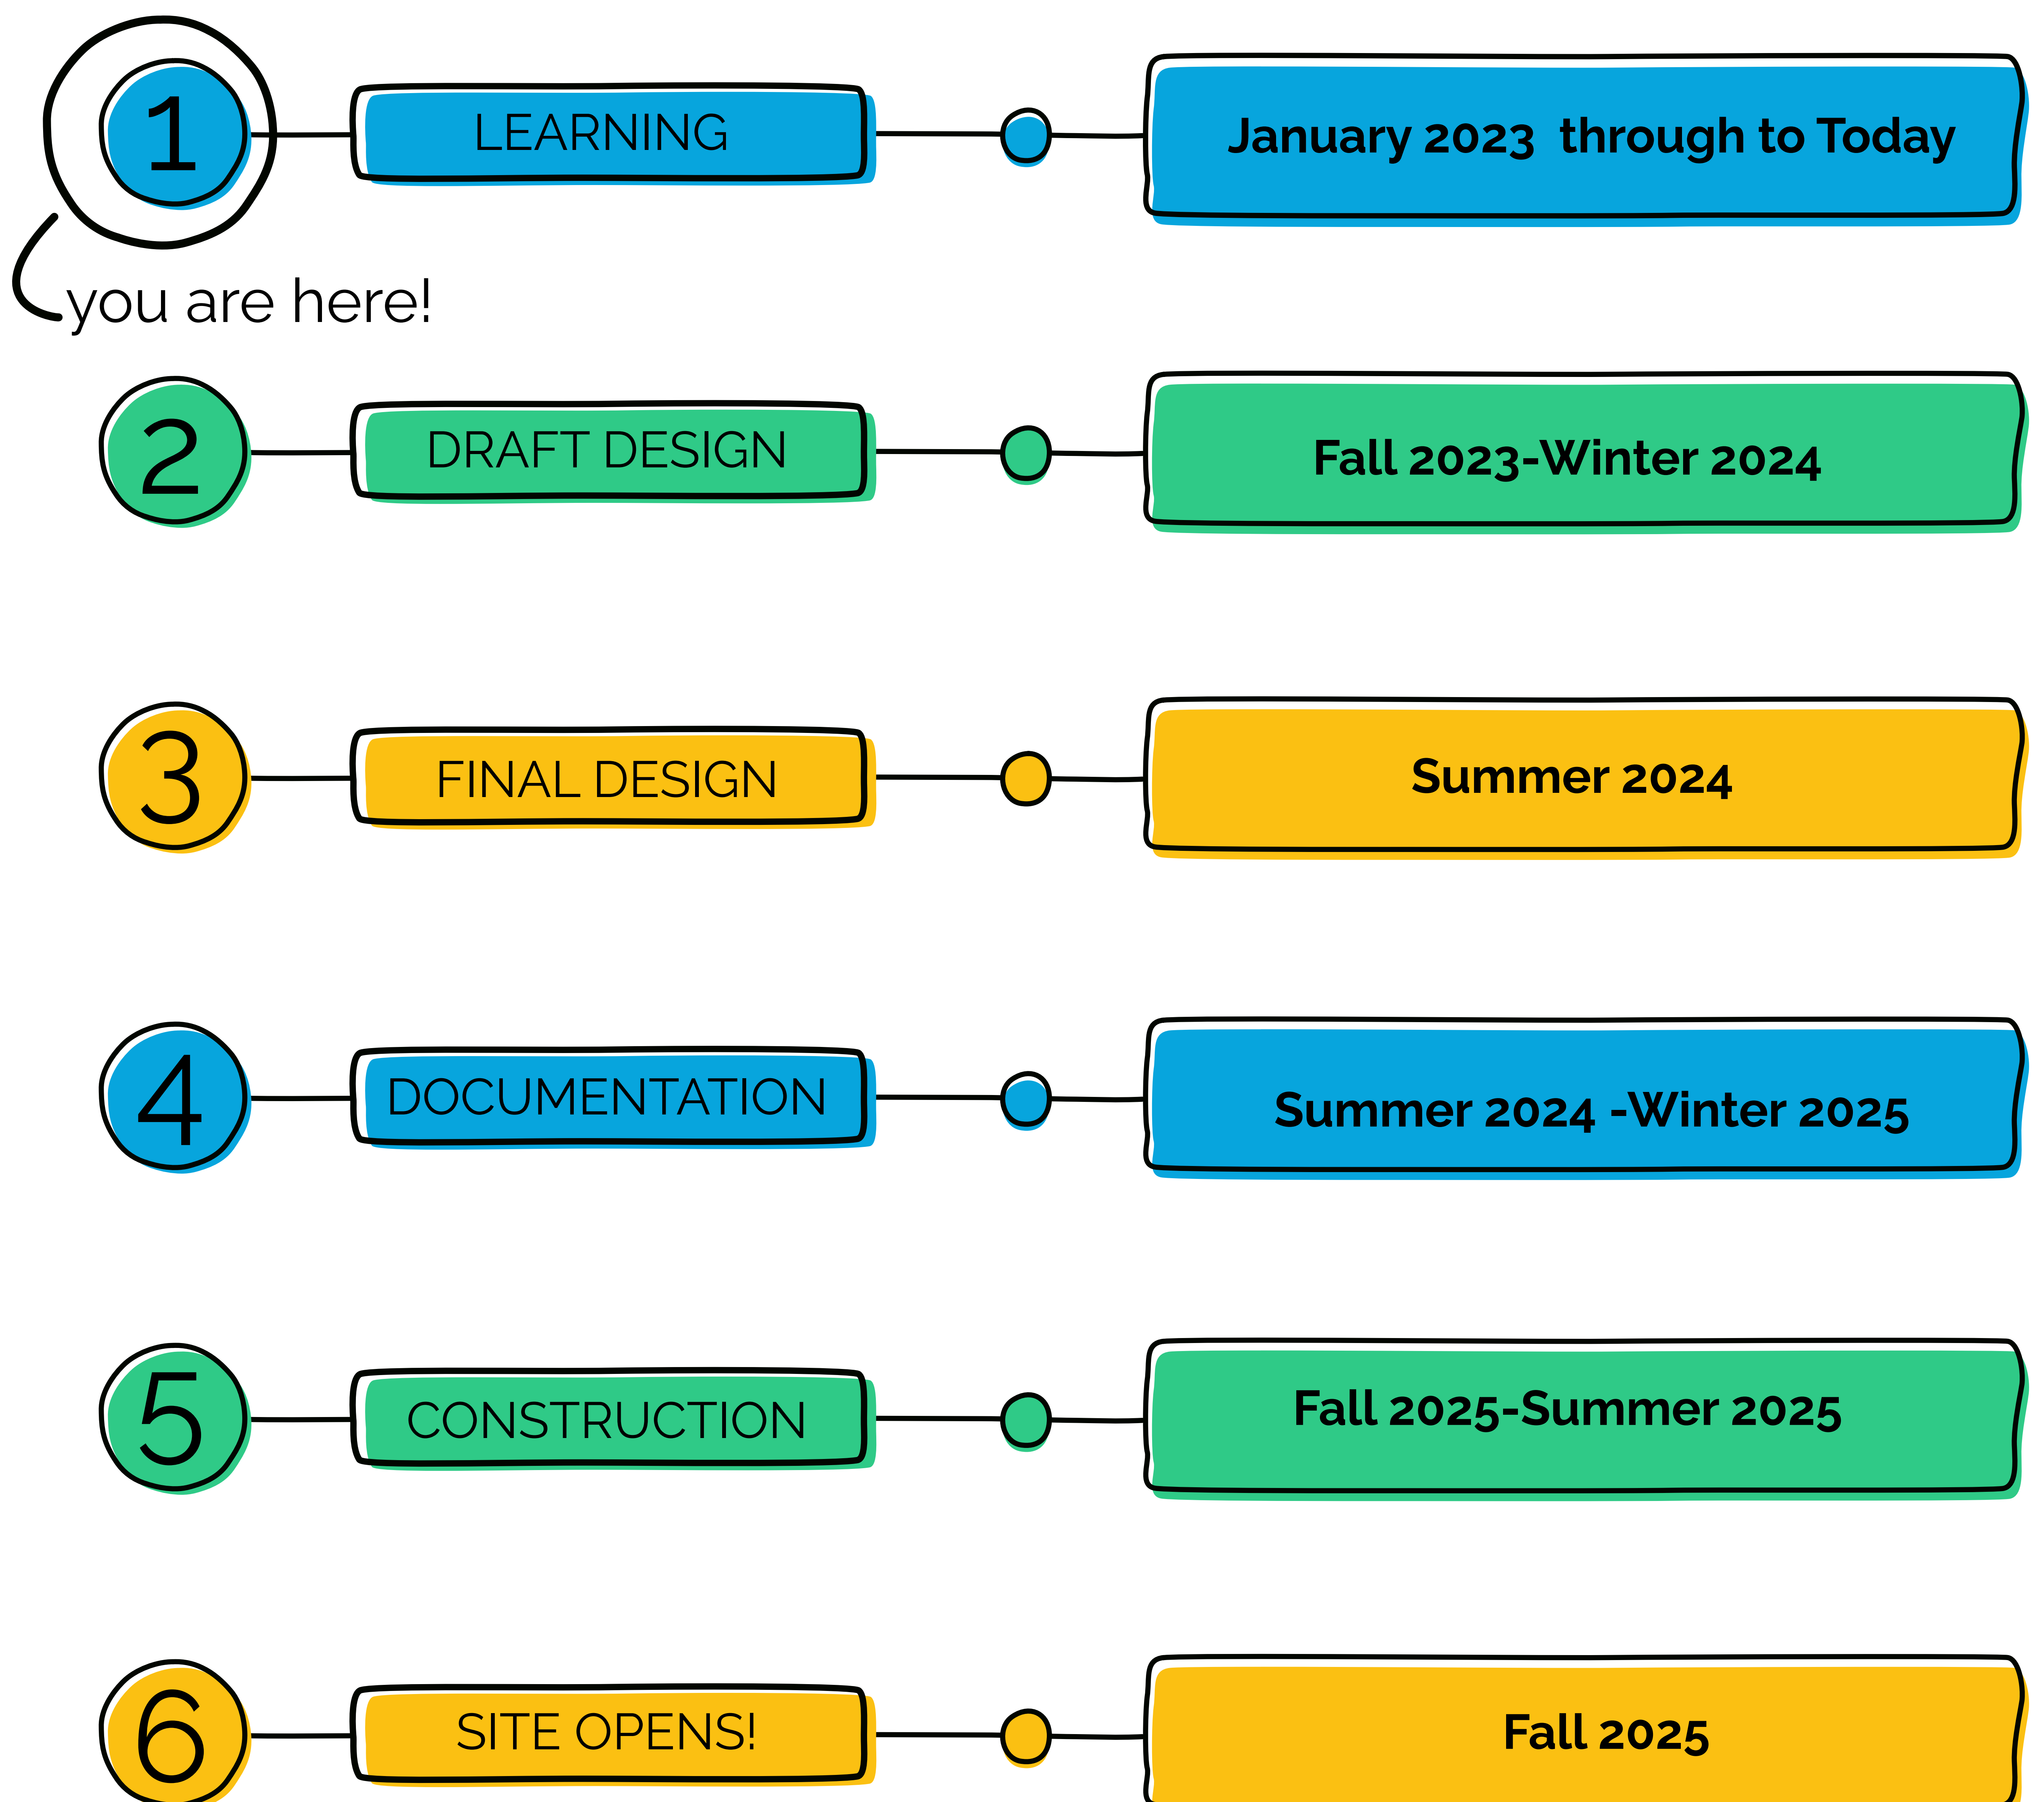 1
LEARNING
January 2023 through to Today
you are here!
2
DRAFT DESIGN
Fall 2023-Winter 2024
3
FINAL DESIGN
Summer 2024
4
DOCUMENTATION
Summer 2024 -Winter 2025
5
CONSTRUCTION
Fall 2025-Summer 2025
6
SITE OPENS!
Fall 2025